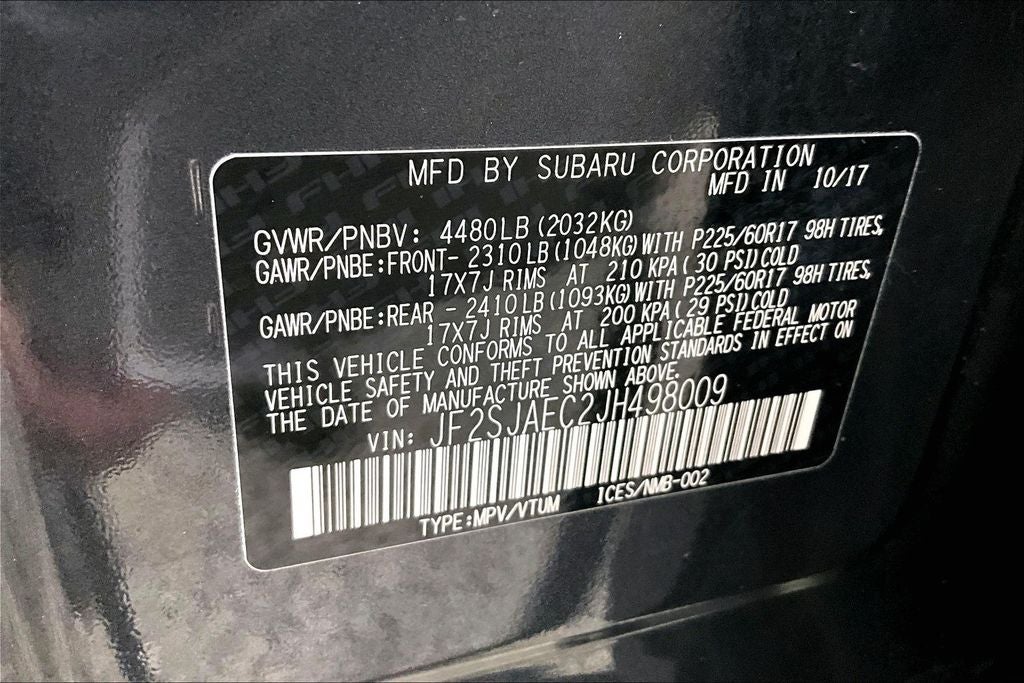 MFD BY SUBARU CORPORATION
MFD IN 10/17
GVWR/PNBV: 4480LB (2032KG)
GAWR/PNBE:FRONT- 2310LB (1048KG) WITH P225/60R17 98H TIRES,
17X7J RIMS AT 210 KPA ( 30 PSI) COLD
GAWR/PNBE:REAR - 2410LB (1093KG) WITH P225/60R17 98H TIRES,
17X7J RIMS AT 200 KPA ( 29 PSI) COLD
THIS VEHICLE CONFORMS TO ALL APPLICABLE FEDERAL MOTOR
VEHICLE SAFETY AND THEFT PREVENTION STANDARDS IN EFFECT ON
THE DATE OF MANUFACTURE SHOWN ABOVE.
VIN: JF2SJAEC2JH498009
TYPE:MPV/VTUM ICES/NMB-002